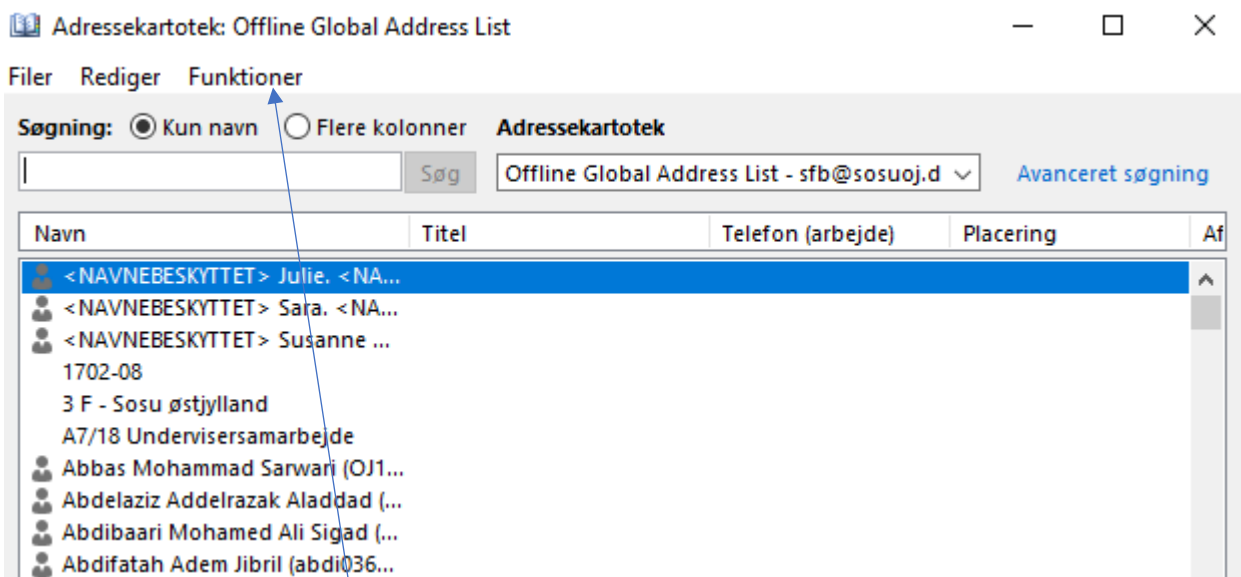 Adressekartotek: Offline Global Address List
Filer Rediger Funktioner
Søgning: Kun navn Flere kolonner Adressekartotek
Søg Offline Global Address List - sfb@sosuoj.d Avanceret søgning
Navn Titel Telefon (arbejde) Placering Af
<NAVNEBESKYTTET> Julie. <NA...
<NAVNEBESKYTTET> Sara. <NA...
<NAVNEBESKYTTET> Susanne ...
1702-08
3 F - Sosu østjylland
A7/18 Undervisersamarbejde
Abbas Mohammad Sarwari (OJ1...
Abdelaziz Addelrazak Aladdad (...
Abdibaari Mohamed Ali Sigad (...
Abdifatah Adem Jibril (abdi036...